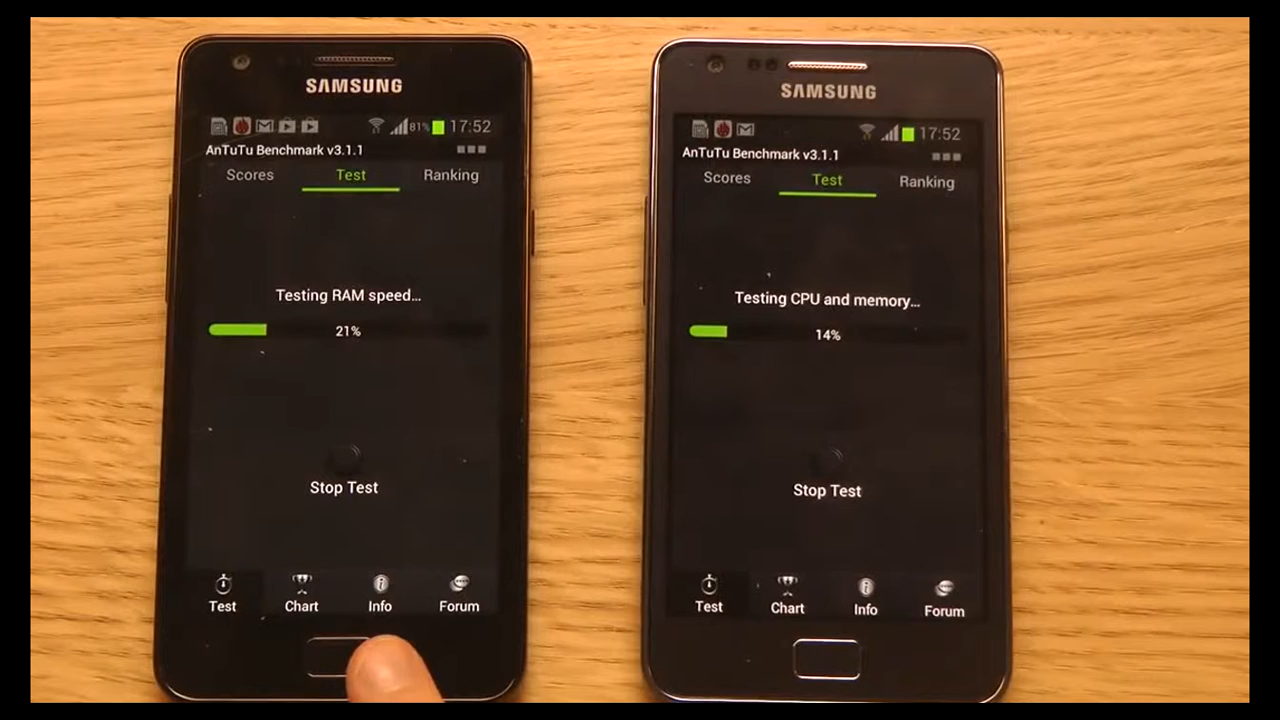 SAMSUNG
81% 17:52
AnTuTu Benchmark v3.1.1
Scores Test Ranking
Testing RAM speed...
21%
Stop Test
Test Chart Info Forum
SAMSUNG
17:52
AnTuTu Benchmark v3.1.1
Scores Test Ranking
Testing CPU and memory...
14%
Stop Test
Test Chart Info Forum